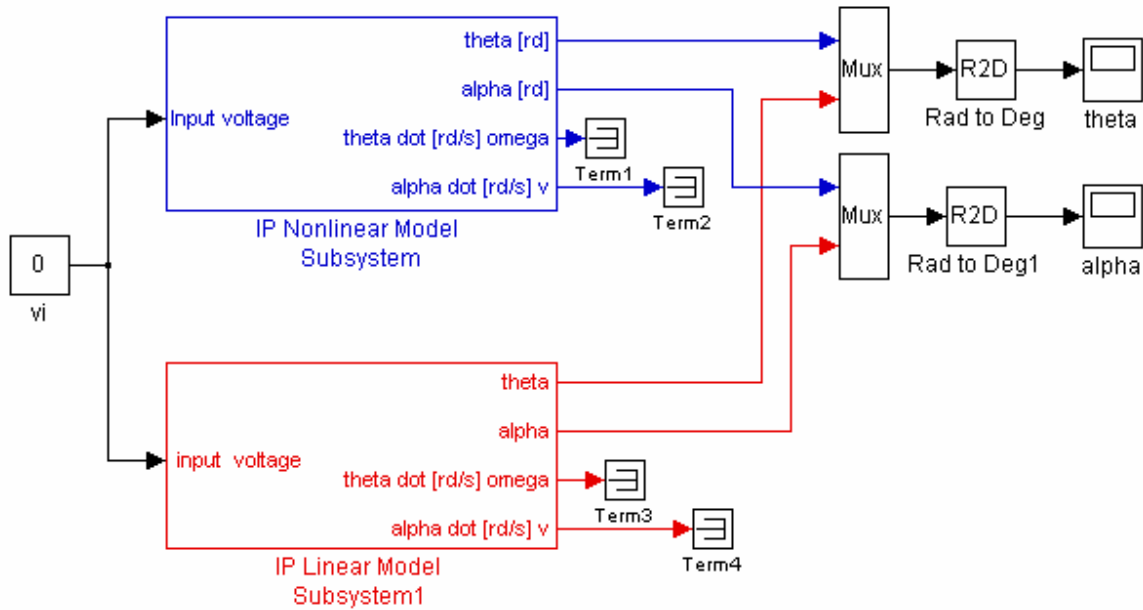 theta [rd]
alpha [rd]
Input voltage
theta dot [rd/s] omega
alpha dot [rd/s] v
Term1
Term2
IP Nonlinear Model
Subsystem
Mux
R2D
Rad to Deg
theta
Mux
R2D
Rad to Deg1
alpha
0
vi
theta
alpha
input voltage
theta dot [rd/s] omega
alpha dot [rd/s] v
Term3
Term4
IP Linear Model
Subsystem1